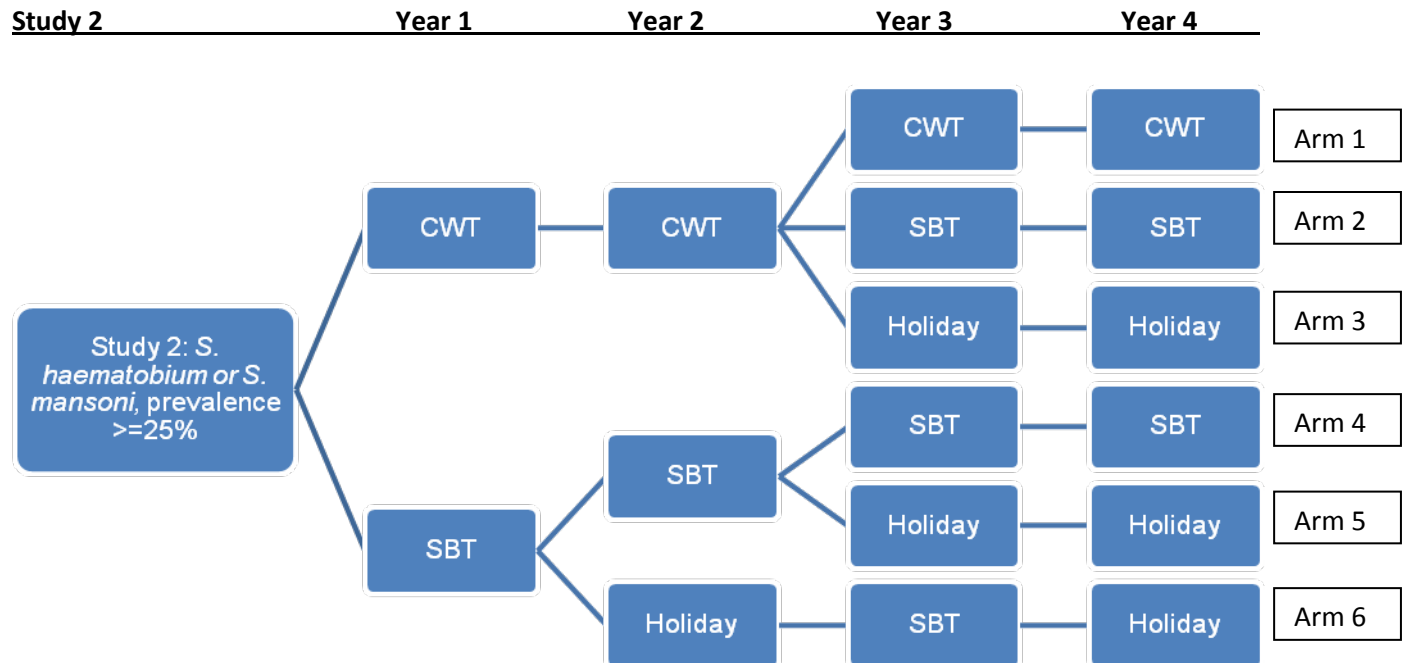 Study 2 Year 1 Year 2 Year 3 Year 4
CWT CWT Arm 1
CWT CWT SBT SBT Arm 2
Holiday Holiday Arm 3
Study 2: S.
haematobium or S.
mansoni, prevalence
>=25%
SBT SBT Arm 4
SBT
Holiday Holiday Arm 5
SBT
Holiday SBT Holiday Arm 6